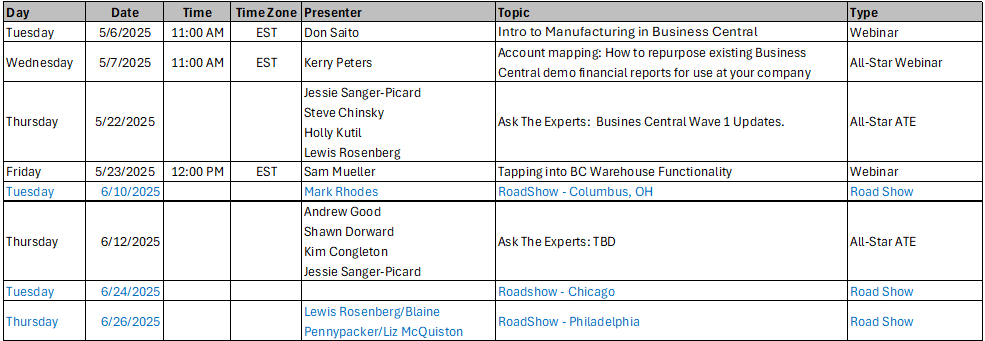 Day Date Time Time Zone Presenter Topic Type
Tuesday 5/6/2025 11:00 AM EST Don Saito Intro to Manufacturing in Business Central Webinar
Wednesday 5/7/2025 11:00 AM EST Kerry Peters Account mapping: How to repurpose existing Business
Central demo financial reports for use at your company All-Star Webinar
Thursday 5/22/2025 Jessie Sanger-Picard
Steve Chinsky
Holly Kutil
Lewis Rosenberg Ask The Experts: Busines Central Wave 1 Updates. All-Star ATE
Friday 5/23/2025 12:00 PM EST Sam Mueller Tapping into BC Warehouse Functionality Webinar
Tuesday 6/10/2025 Mark Rhodes RoadShow - Columbus, OH Road Show
Thursday 6/12/2025 Andrew Good
Shawn Dorward
Kim Congleton
Jessie Sanger-Picard Ask The Experts: TBD All-Star ATE
Tuesday 6/24/2025 Roadshow - Chicago Road Show
Thursday 6/26/2025 Lewis Rosenberg/Blaine
Pennypacker/Liz McQuiston RoadShow - Philadelphia Road Show